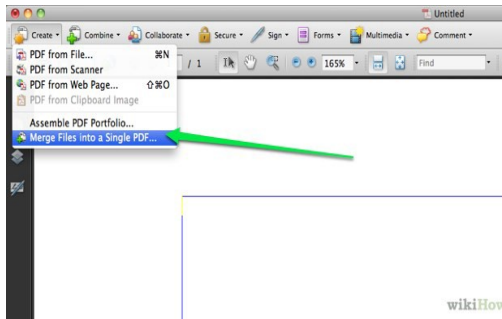 Untitled
Create Combine Collaborate Secure Sign Forms Multimedia Comment
PDF from File... ⌘N
/ 1 165% Find
PDF from Scanner
PDF from Web Page... ⇧⌘O
PDF from Clipboard Image
Assemble PDF Portfolio...
Merge Files into a Single PDF...
wikiHow